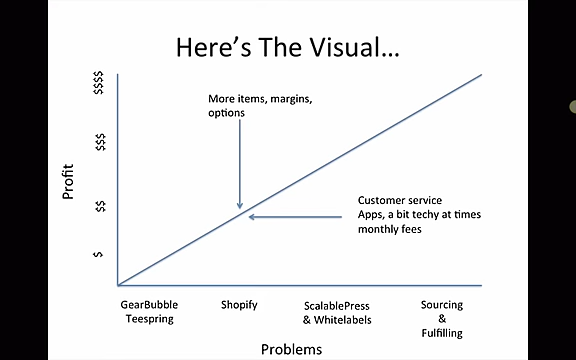 Here's The Visual...
$$$$
More items, margins,
options
$$$
Profit
Customer service
Apps, a bit techy at times
monthly fees
$$
$
GearBubble
Teespring
Shopify
ScalablePress
& Whitelabels
Sourcing
&
Fulfilling
Problems